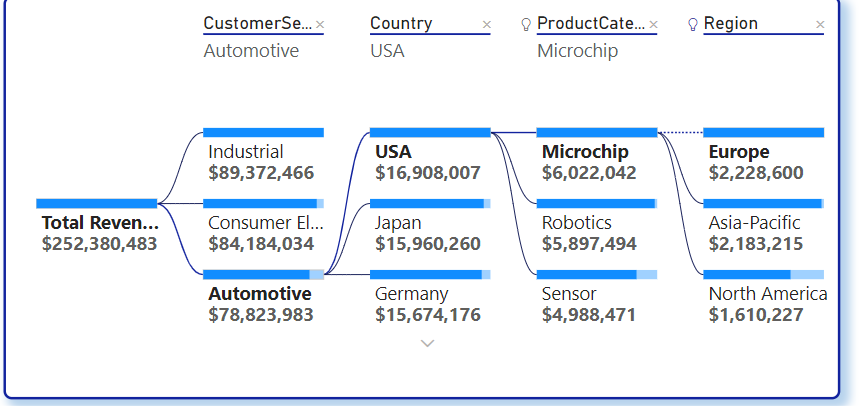 CustomerSe...
Country
ProductCate...
Region
Automotive
USA
Microchip
Industrial
$89,372,466
USA
$16,908,007
Microchip
$6,022,042
Europe
$2,228,600
Total Reven...
$252,380,483
Consumer El...
$84,184,034
Japan
$15,960,260
Robotics
$5,897,494
Asia-Pacific
$2,183,215
Automotive
$78,823,983
Germany
$15,674,176
Sensor
$4,988,471
North America
$1,610,227